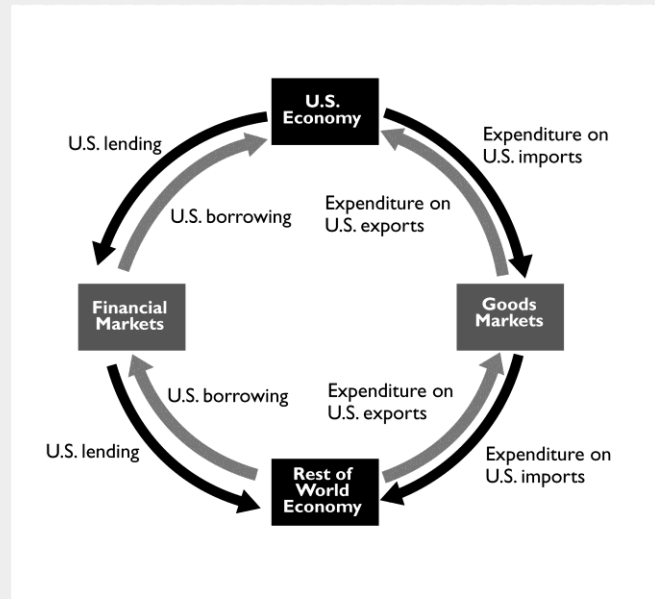 U.S.
Economy
U.S. lending
Expenditure on
U.S. imports
U.S. borrowing
Expenditure on
U.S. exports
Financial
Markets
Goods
Markets
U.S. borrowing
Expenditure on
U.S. exports
U.S. lending
Expenditure on
U.S. imports
Rest of
World
Economy